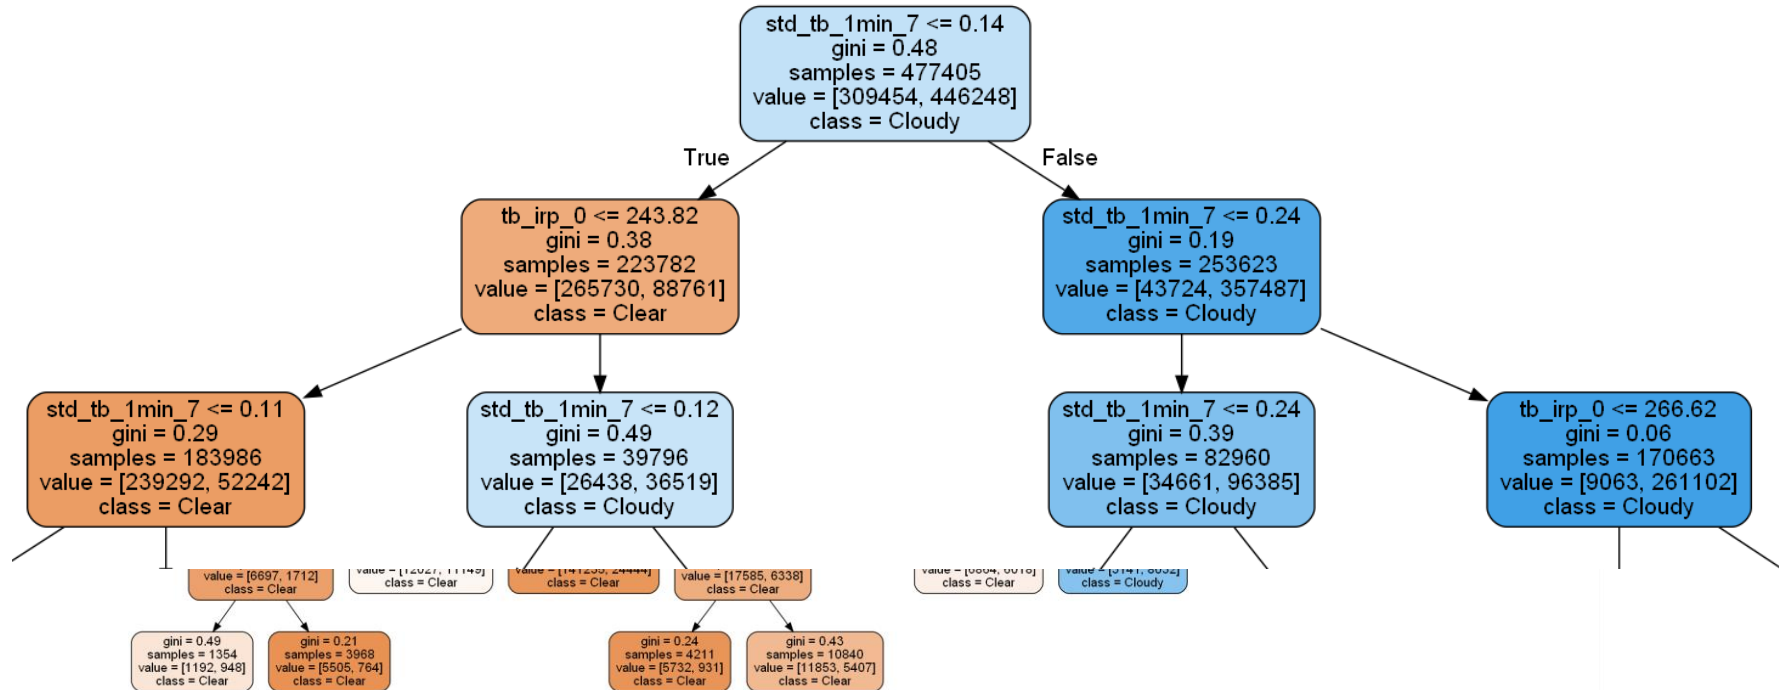 std_tb_1min_7 <= 0.14
gini = 0.48
samples = 477405
value = [309454, 446248]
class = Cloudy
True
False
tb_irp_0 <= 243.82
gini = 0.38
samples = 223782
value = [265730, 88761]
class = Clear
std_tb_1min_7 <= 0.24
gini = 0.19
samples = 253623
value = [43724, 357487]
class = Cloudy
std_tb_1min_7 <= 0.11
gini = 0.29
samples = 183986
value = [239292, 52242]
class = Clear
std_tb_1min_7 <= 0.12
gini = 0.49
samples = 39796
value = [26438, 36519]
class = Cloudy
std_tb_1min_7 <= 0.24
gini = 0.39
samples = 82960
value = [34661, 96385]
class = Cloudy
tb_irp_0 <= 266.62
gini = 0.06
samples = 170663
value = [9063, 261102]
class = Cloudy
value = [6697, 1712]
class = Clear
class = Clear
class = Clear
value = [17585, 6338]
class = Clear
class = Clear
class = Cloudy
gini = 0.49
samples = 1354
value = [1192, 948]
class = Clear
gini = 0.21
samples = 3968
value = [5505, 764]
class = Clear
gini = 0.24
samples = 4211
value = [5732, 931]
class = Clear
gini = 0.43
samples = 10840
value = [11853, 5407]
class = Clear